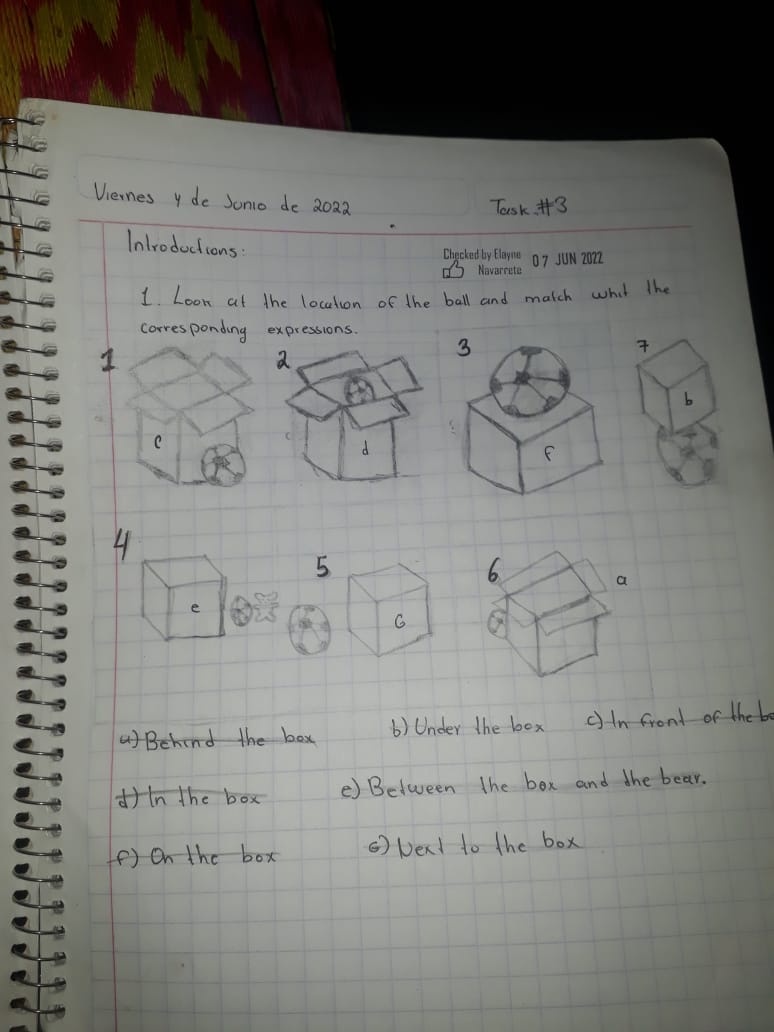 Viernes 4 de Junio de 2022
Task #3
Introductions:
Checked by Elayne
Navarrete
07 JUN 2022
1. Look at the location of the ball and match whit the
corresponding expressions.
1 2 3 7
c d f b
4 5 6
e G a
a) Behind the box
b) Under the box
c) In front of the bo
d) In the box
e) Between the box and the bear.
f) On the box
G) Next to the box